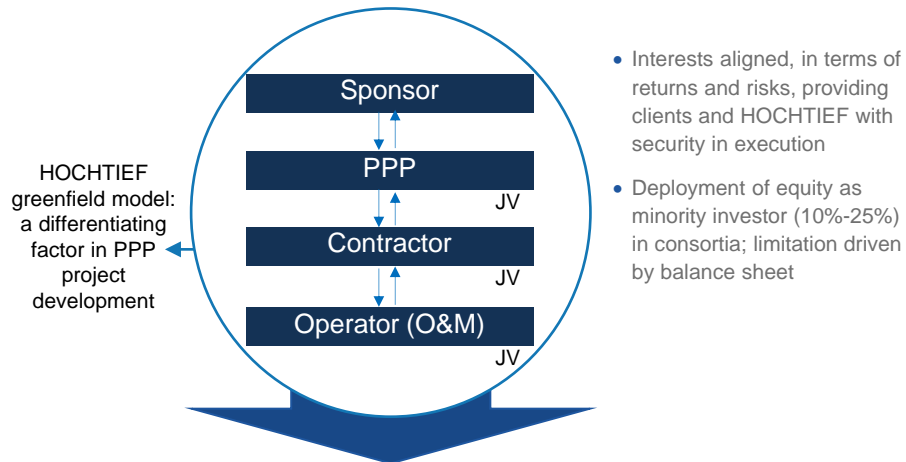 HOCHTIEF
greenfield model:
a differentiating
factor in PPP
project
development
Sponsor
PPP
JV
Contractor
JV
Operator (O&M)
JV
• Interests aligned, in terms of
returns and risks, providing
clients and HOCHTIEF with
security in execution
• Deployment of equity as
minority investor (10%-25%)
in consortia; limitation driven
by balance sheet